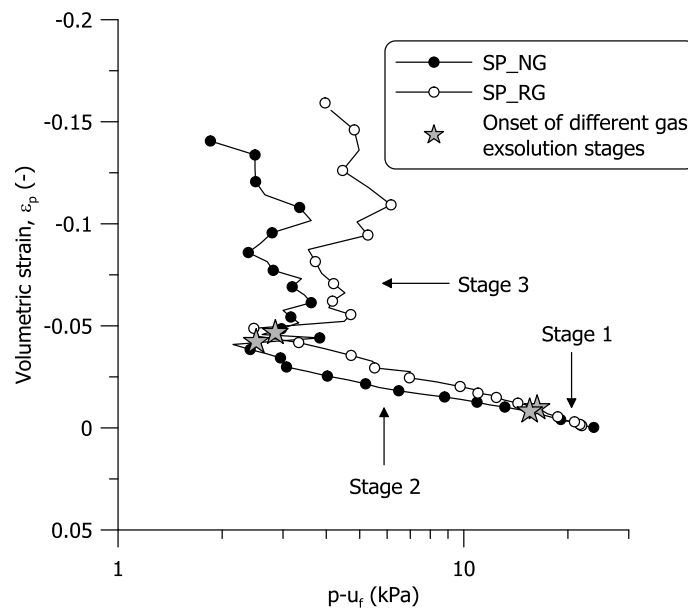 -0.2
-0.15
-0.1
-0.05
0
0.05
Volumetric strain, εp (-)
SP_NG
SP_RG
Onset of different gas
exsolution stages
Stage 3
Stage 1
Stage 2
1
10
p-uf (kPa)